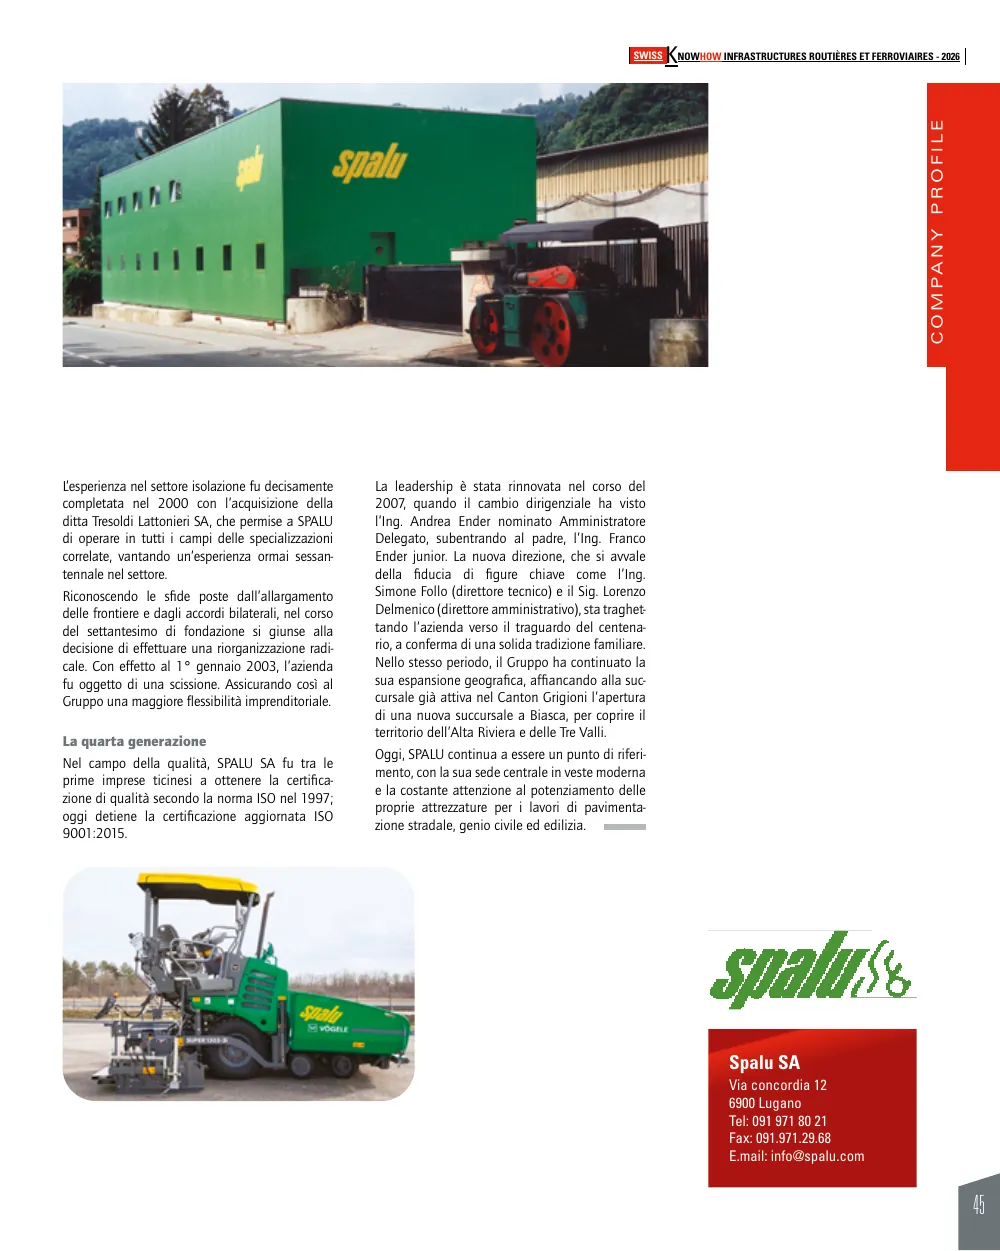 SWISS KNOWHOW INFRASTRUCTURES ROUTIÈRES ET FERROVIAIRES - 2026
COMPANY PROFILE
spalu
spalu
L'esperienza nel settore isolazione fu decisamente
completata nel 2000 con l'acquisizione della
ditta Tresoldi Lattonieri SA, che permise a SPALU
di operare in tutti i campi delle specializzazioni
correlate, vantando un'esperienza ormai sessan-
tennale nel settore.
Riconoscendo le sfide poste dall'allargamento
delle frontiere e dagli accordi bilaterali, nel corso
del settantesimo di fondazione si giunse alla
decisione di effettuare una riorganizzazione radi-
cale. Con effetto al 1° gennaio 2003, l'azienda
fu oggetto di una scissione. Assicurando così al
Gruppo una maggiore flessibilità imprenditoriale.
La quarta generazione
Nel campo della qualità, SPALU SA fu tra le
prime imprese ticinesi a ottenere la certifica-
zione di qualità secondo la norma ISO nel 1997;
oggi detiene la certificazione aggiornata ISO
9001:2015.
La leadership è stata rinnovata nel corso del
2007, quando il cambio dirigenziale ha visto
l'Ing. Andrea Ender nominato Amministratore
Delegato, subentrando al padre, l'Ing. Franco
Ender junior. La nuova direzione, che si avvale
della fiducia di figure chiave come l'Ing.
Simone Follo (direttore tecnico) e il Sig. Lorenzo
Delmenico (direttore amministrativo), sta traghet-
tando l'azienda verso il traguardo del centena-
rio, a conferma di una solida tradizione familiare.
Nello stesso periodo, il Gruppo ha continuato la
sua espansione geografica, affiancando alla suc-
cursale già attiva nel Canton Grigioni l'apertura
di una nuova succursale a Biasca, per coprire il
territorio dell'Alta Riviera e delle Tre Valli.
Oggi, SPALU continua a essere un punto di riferi-
mento, con la sua sede centrale in veste moderna
e la costante attenzione al potenziamento delle
proprie attrezzature per i lavori di pavimenta-
zione stradale, genio civile ed edilizia.
spalu
VÖGELE
SUPER 1303-3i
spalu
Spalu SA
Via concordia 12
6900 Lugano
Tel: 091 971 80 21
Fax: 091.971.29.68
E.mail: info@spalu.com
45